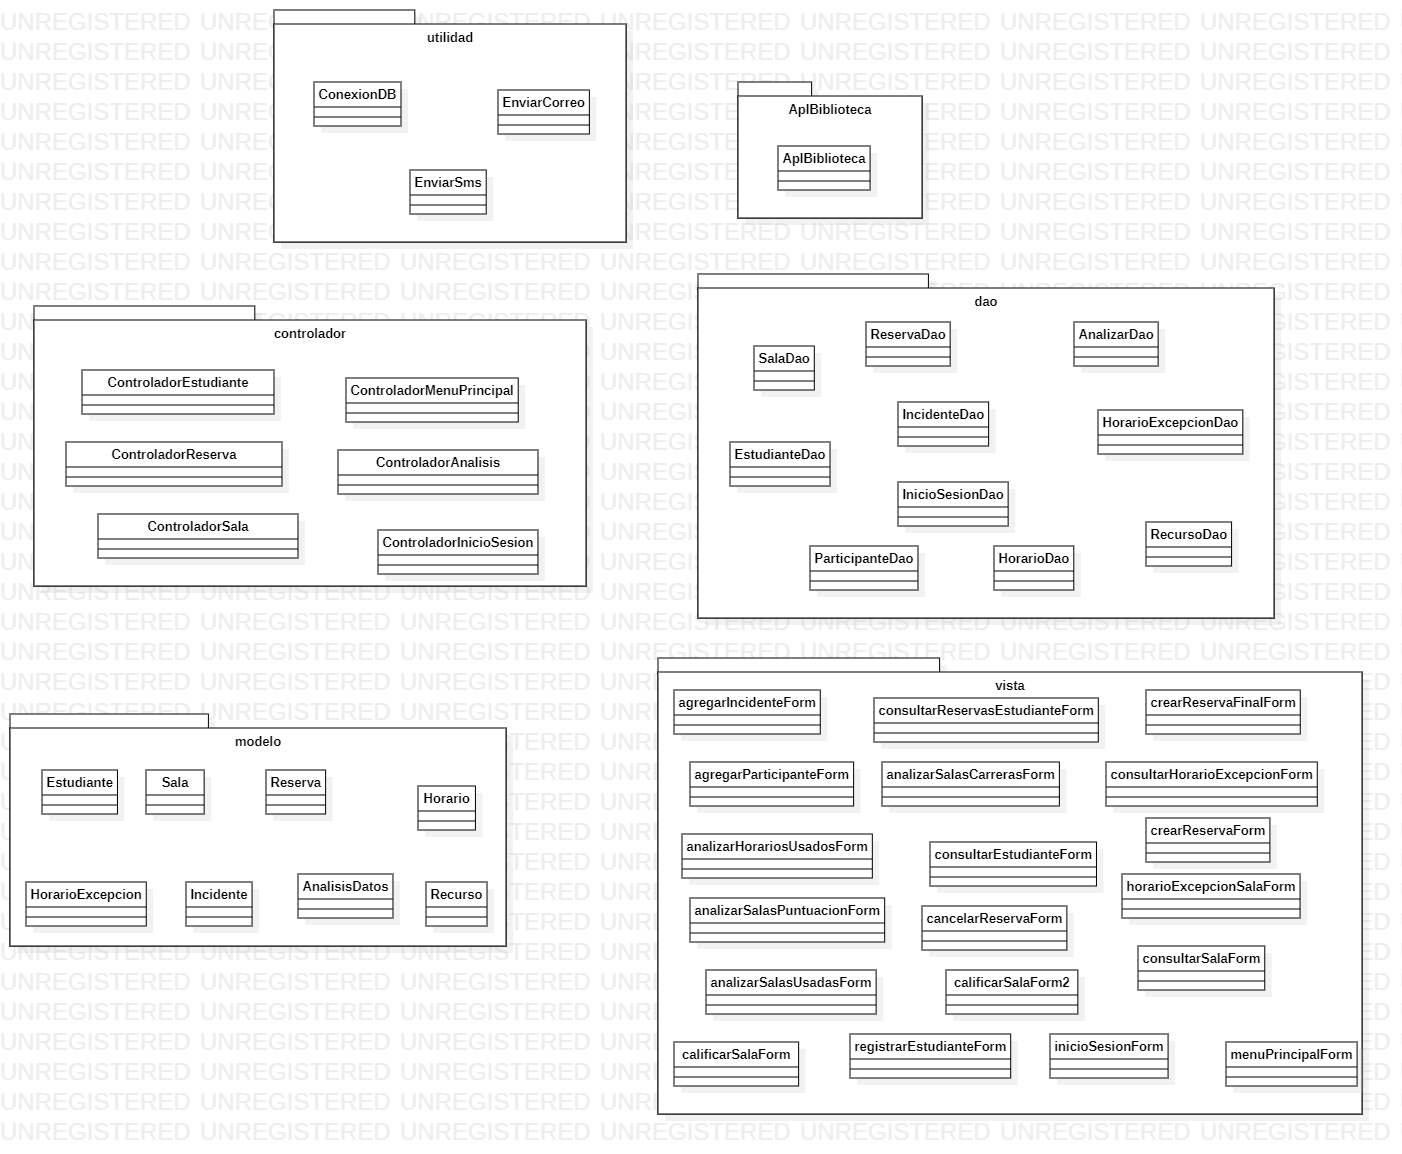 utilidad
ConexionDB
EnviarCorreo
EnviarSms
AplBiblioteca
AplBiblioteca
controlador
ControladorEstudiante
ControladorMenuPrincipal
ControladorReserva
ControladorAnalisis
ControladorSala
ControladorInicioSesion
dao
ReservaDao
AnalizarDao
SalaDao
IncidenteDao
HorarioExcepcionDao
EstudianteDao
InicioSesionDao
RecursoDao
ParticipanteDao
HorarioDao
modelo
Estudiante
Sala
Reserva
Horario
HorarioExcepcion
Incidente
AnalisisDatos
Recurso
vista
agregarIncidenteForm
consultarReservasEstudianteForm
crearReservaFinalForm
agregarParticipanteForm
analizarSalasCarrerasForm
consultarHorarioExcepcionForm
crearReservaForm
analizarHorariosUsadosForm
consultarEstudianteForm
horarioExcepcionSalaForm
analizarSalasPuntuacionForm
cancelarReservaForm
consultarSalaForm
analizarSalasUsadasForm
calificarSalaForm2
calificarSalaForm
registrarEstudianteForm
inicioSesionForm
menuPrincipalForm
UNREGISTERED